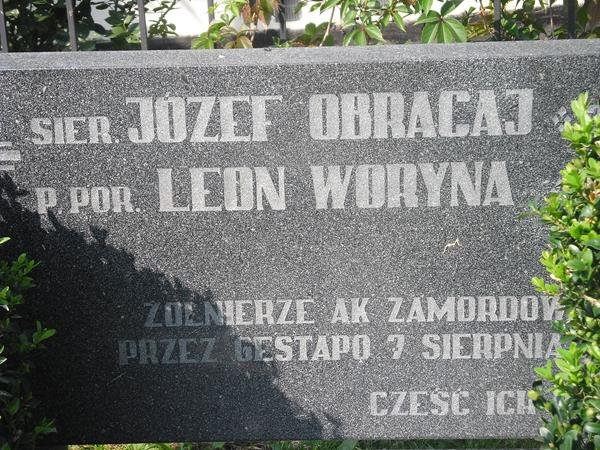 SIER. JÓZEF OBRACAJ
P POR. LEON WORYNA
ŻOŁNIERZE AK ZAMORDOW
PRZEZ GESTAPO 7 SIERPNIA
CZEŚĆ ICH